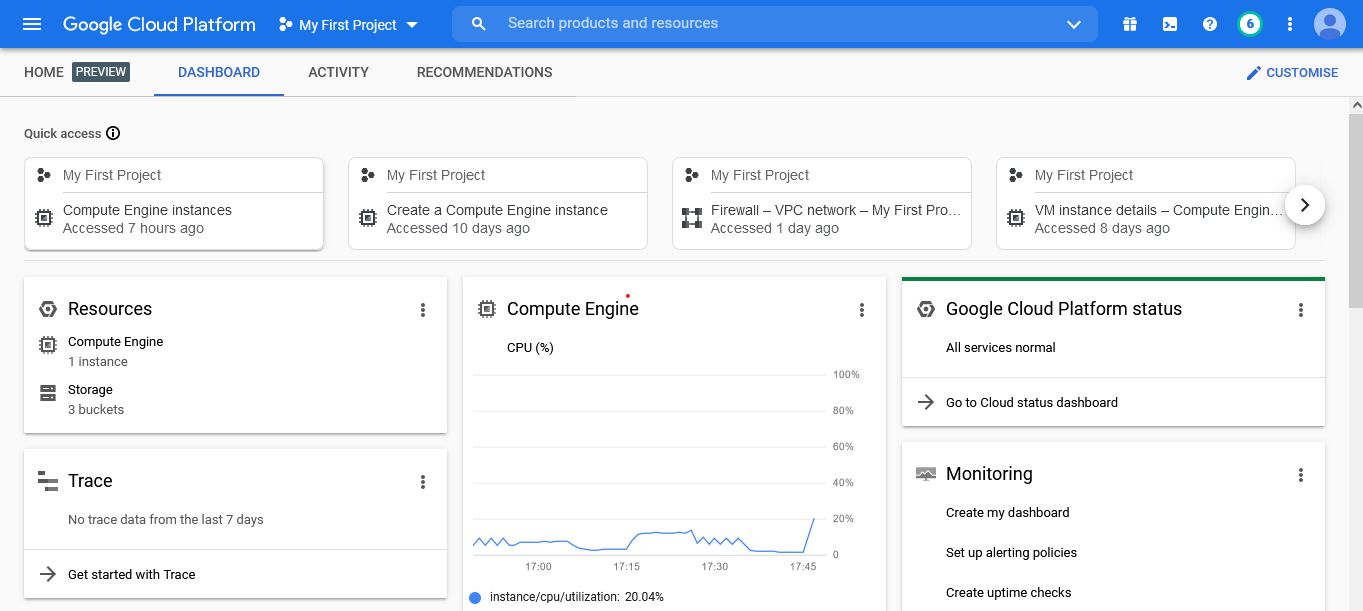 Google Cloud Platform
My First Project
Search products and resources
6
HOME PREVIEW
DASHBOARD
ACTIVITY
RECOMMENDATIONS
CUSTOMISE
Quick access
My First Project
Compute Engine instances
Accessed 7 hours ago
My First Project
Create a Compute Engine instance
Accessed 10 days ago
My First Project
Firewall – VPC network – My First Pro…
Accessed 1 day ago
My First Project
VM instance details – Compute Engin…
Accessed 8 days ago
Resources
Compute Engine
1 instance
Storage
3 buckets
Trace
No trace data from the last 7 days
Get started with Trace
Compute Engine
CPU (%)
100%
80%
60%
40%
20%
0
17:00
17:15
17:30
17:45
instance/cpu/utilization: 20.04%
Google Cloud Platform status
All services normal
Go to Cloud status dashboard
Monitoring
Create my dashboard
Set up alerting policies
Create uptime checks